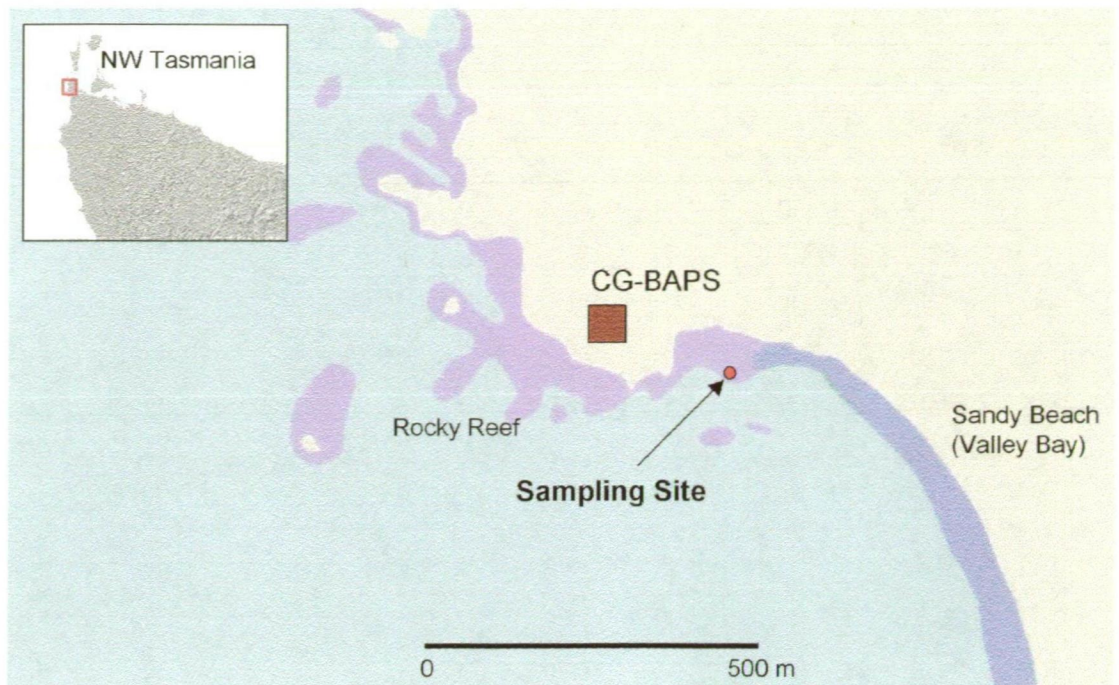 NW Tasmania
CG-BAPS
Rocky Reef
Sandy Beach
(Valley Bay)
Sampling Site
0 500 m